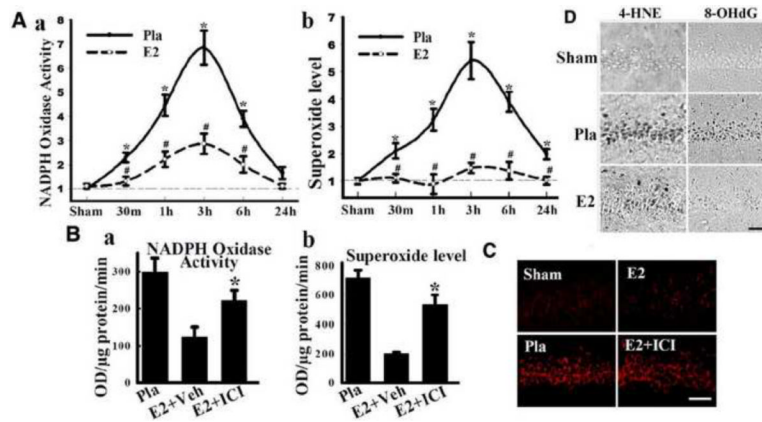 A
a
NADPH Oxidase Activity
7
6
5
4
3
2
1
Pla
E2
*
*
*
*
#
#
#
#
Sham 30m 1h 3h 6h 24h
b
Superoxide level
6
5
4
3
2
1
Pla
E2
*
*
*
*
*
#
#
#
#
#
Sham 30m 1h 3h 6h 24h
B
a
NADPH Oxidase
Activity
OD/μg protein/min
300
200
100
0
*
Pla E2+Veh E2+ICI
b
Superoxide level
OD/μg protein/min
800
600
400
200
0
*
Pla E2+Veh E2+ICI
D
4-HNE 8-OHdG
Sham
Pla
E2
C
Sham E2
Pla E2+ICI